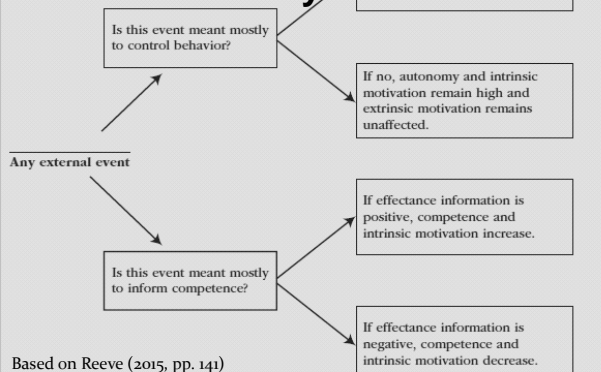 Is this event meant mostly
to control behavior?
If no, autonomy and intrinsic
motivation remain high and
extrinsic motivation remains
unaffected.
Any external event
If effectance information is
positive, competence and
intrinsic motivation increase.
Is this event meant mostly
to inform competence?
If effectance information is
negative, competence and
intrinsic motivation decrease.
Based on Reeve (2015, pp. 141)